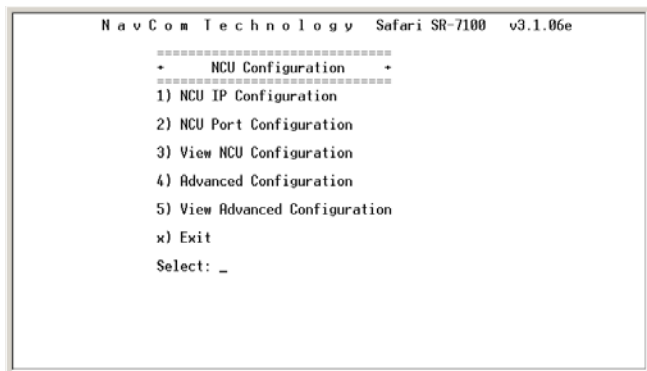 N a v C o m  T e c h n o l o g y  Safari SR-7100  v3.1.06e
==============================
+ NCU Configuration +
==============================
1) NCU IP Configuration
2) NCU Port Configuration
3) View NCU Configuration
4) Advanced Configuration
5) View Advanced Configuration
x) Exit
Select: _